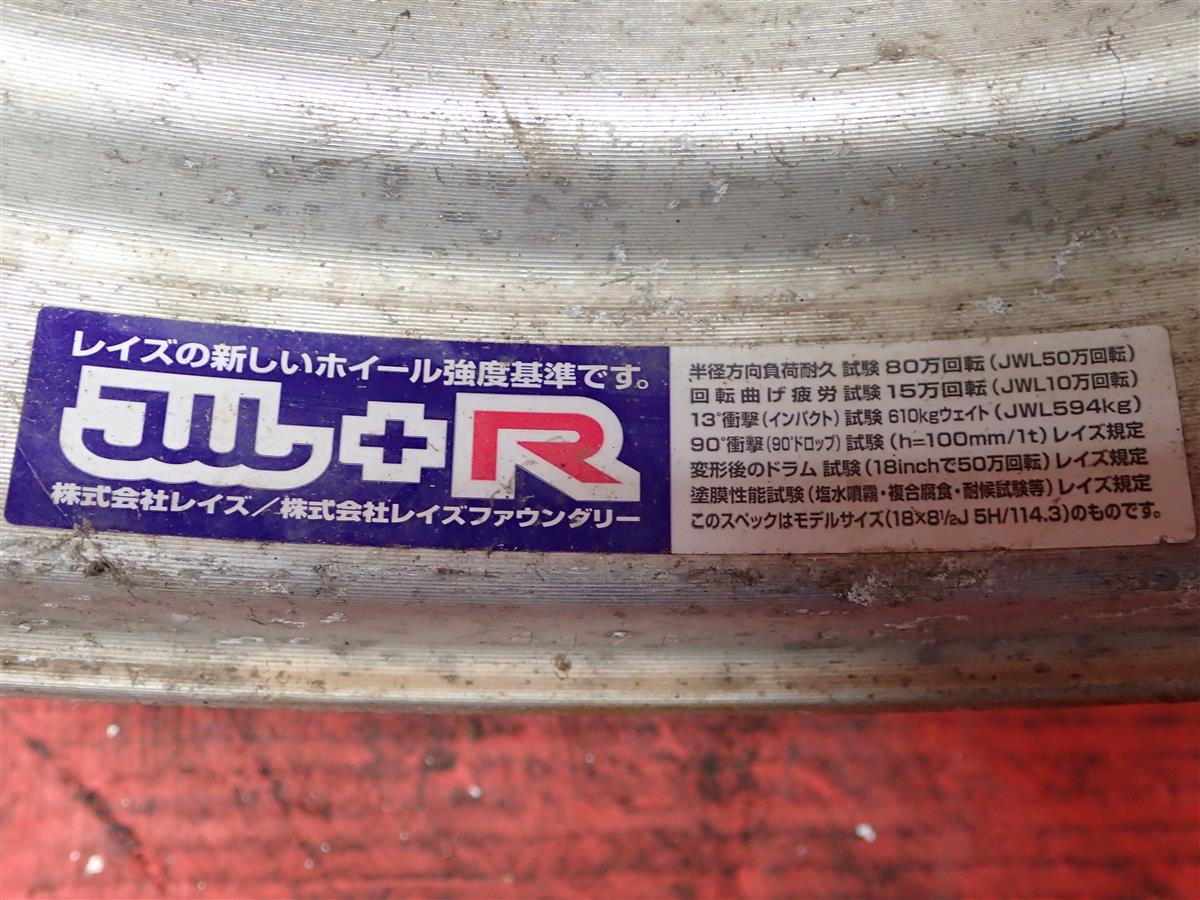 レイズの新しいホイール強度基準です。
JWL+R
株式会社レイズ／株式会社レイズファウンダリー
半径方向負荷耐久試験80万回転(JWL50万回転)
回転曲げ疲労試験15万回転(JWL10万回転)
13°衝撃(インパクト)試験 610kgウェイト(JWL594kg)
90°衝撃(90°ドロップ)試験(h=100mm/1t)レイズ規定
変形後のドラム試験(18inchで50万回転)レイズ規定
塗膜性能試験(塩水噴霧・複合腐食・耐候試験等)レイズ規定
このスペックはモデルサイズ(18×8½J 5H/114.3)のものです。